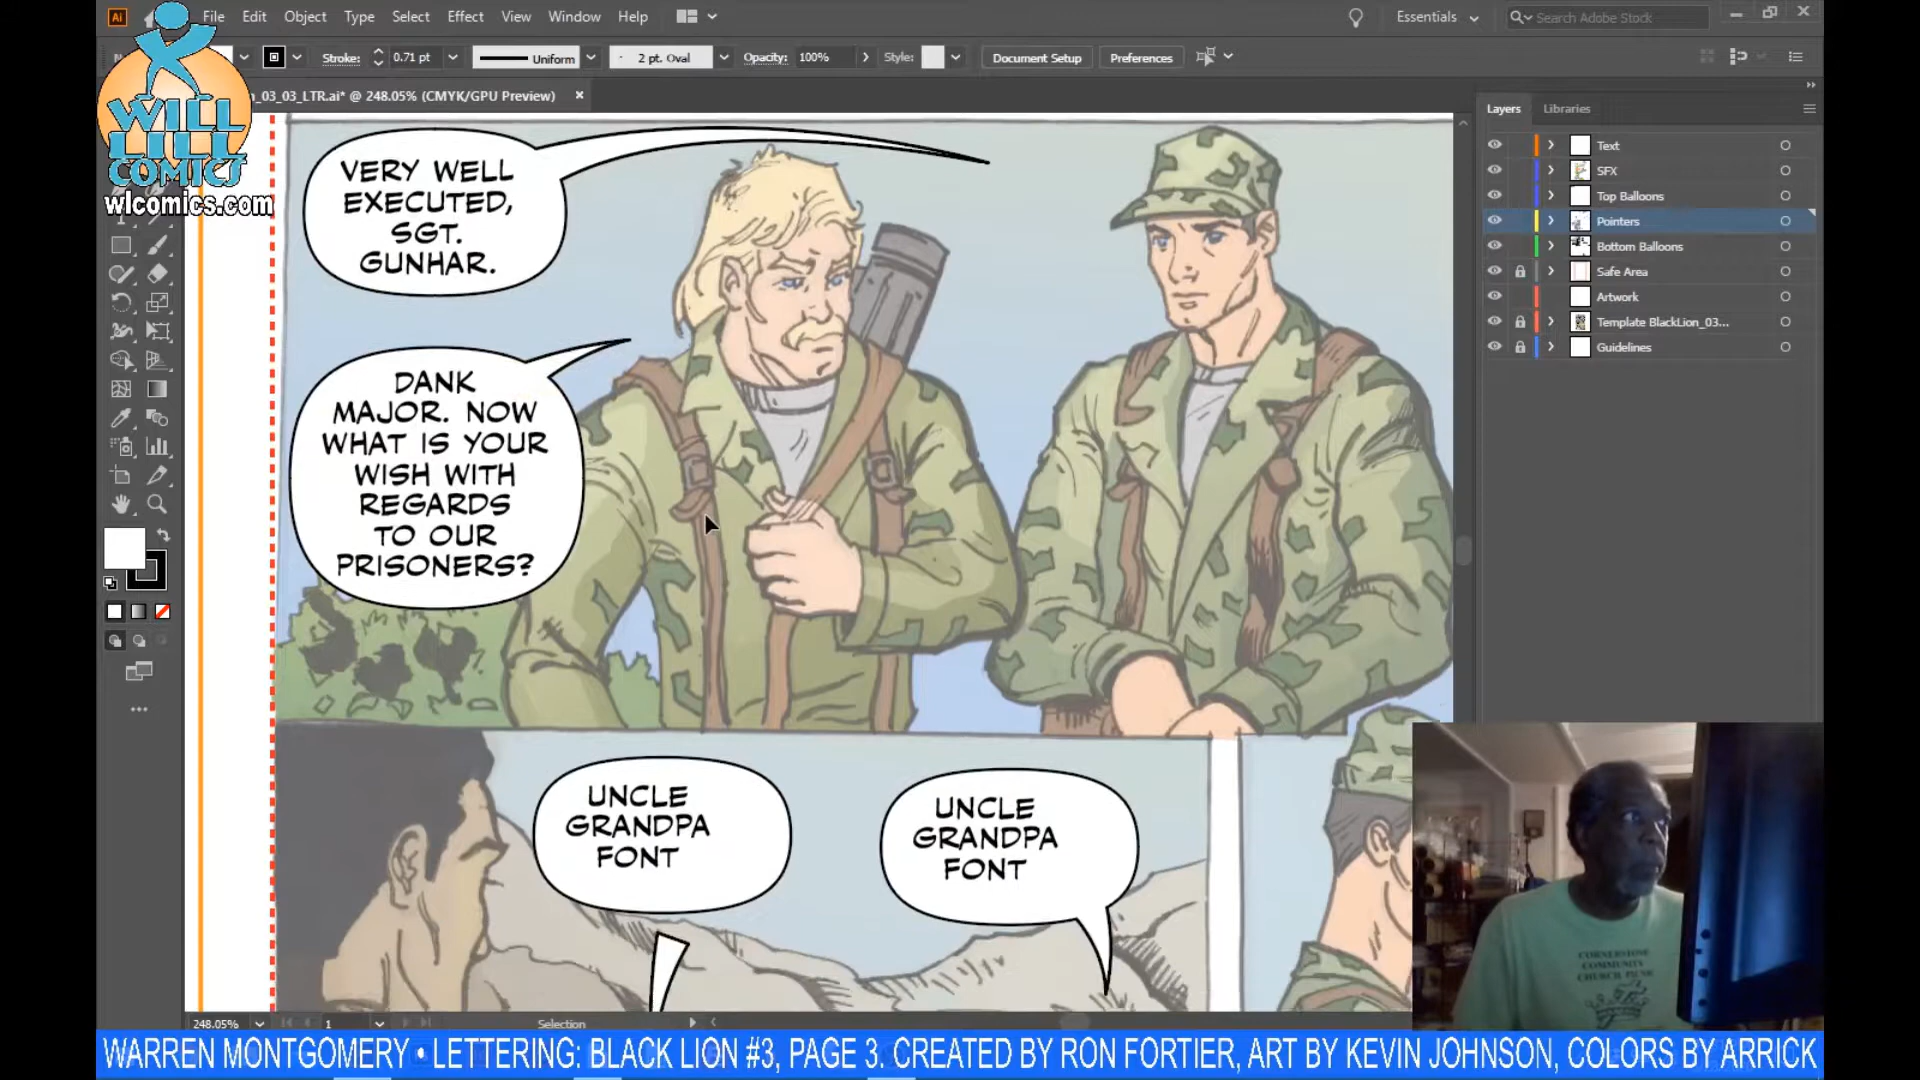 Ai
File Edit Object Type Select Effect View Window Help
Essentials
Search Adobe Stock
Stroke: 0.71 pt Uniform 2 pt. Oval Opacity: 100% Style: Document Setup Preferences
_03_03_LTR.ai* @ 248.05% (CMYK/GPU Preview) ×
WILL
LILL
COMICS
wlcomics.com
Layers Libraries
Text
SFX
Top Balloons
Pointers
Bottom Balloons
Safe Area
Artwork
Template BlackLion_03...
Guidelines
VERY WELL
EXECUTED,
SGT.
GUNHAR.
DANK
MAJOR. NOW
WHAT IS YOUR
WISH WITH
REGARDS
TO OUR
PRISONERS?
UNCLE
GRANDPA
FONT
UNCLE
GRANDPA
FONT
CORNERSTONE
COMMUNITY
CHURCH PICNIC
248.05% 1 Selection
WARREN MONTGOMERY • LETTERING: BLACK LION #3, PAGE 3. CREATED BY RON FORTIER, ART BY KEVIN JOHNSON, COLORS BY ARRICK